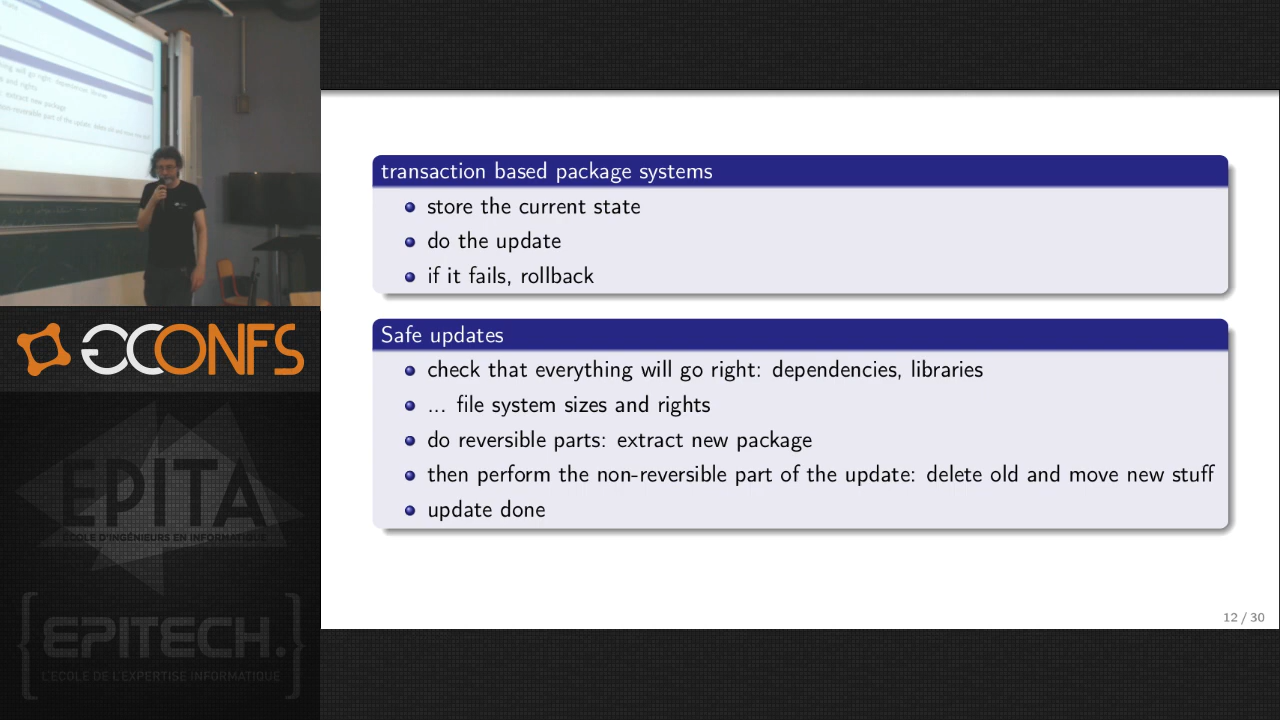 transaction based package systems
store the current state
do the update
if it fails, rollback
Safe updates
check that everything will go right: dependencies, libraries
... file system sizes and rights
do reversible parts: extract new package
then perform the non-reversible part of the update: delete old and move new stuff
update done
12 / 30
GCONFS
EPITA
ÉCOLE D'INGÉNIEURS EN INFORMATIQUE
{EPITECH.}
L'ÉCOLE DE L'EXPERTISE INFORMATIQUE